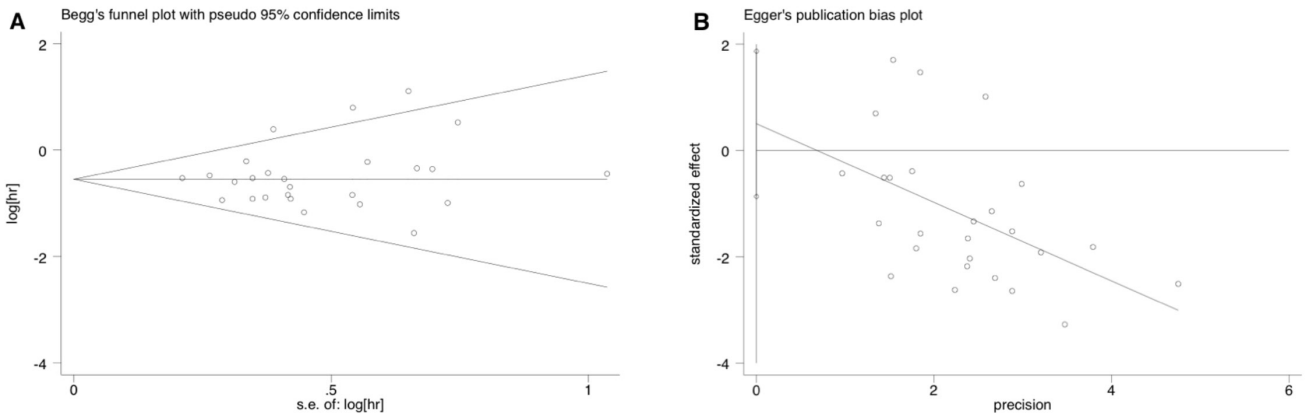 A
Begg's funnel plot with pseudo 95% confidence limits
2
0
-2
-4
log[hr]
0
.5
1
s.e. of: log[hr]
B
Egger's publication bias plot
2
0
-2
-4
standardized effect
0
2
4
6
precision